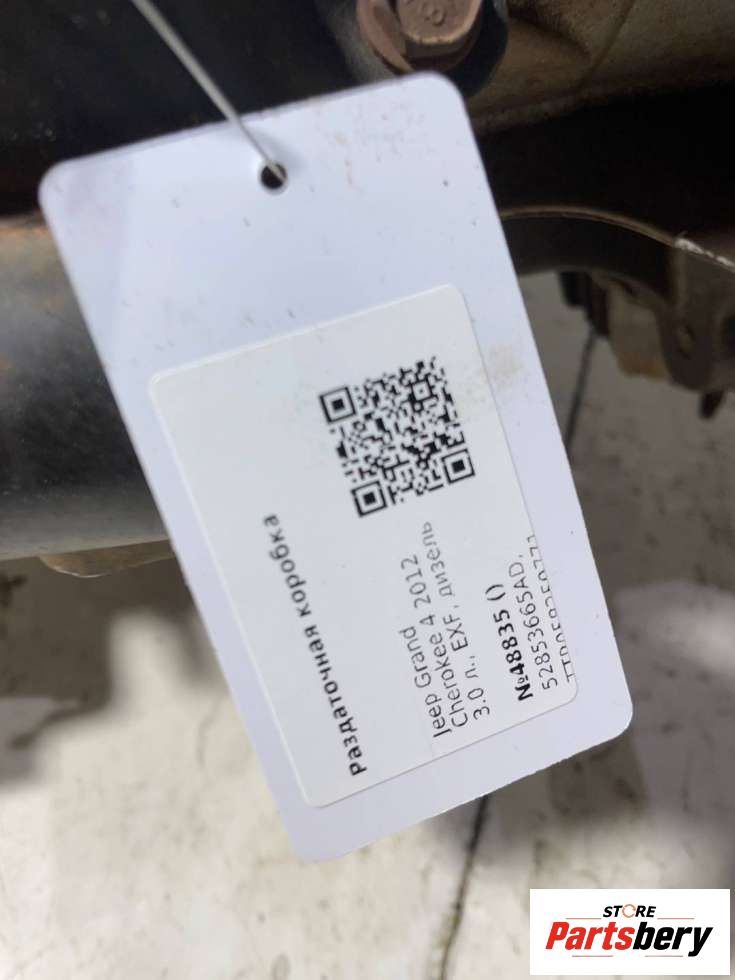 Раздаточная коробка
Jeep Grand
Cherokee 4 2012
3.0 л., EXF, дизель
№48835 ()
52853665AD,
STORE
Partsbery